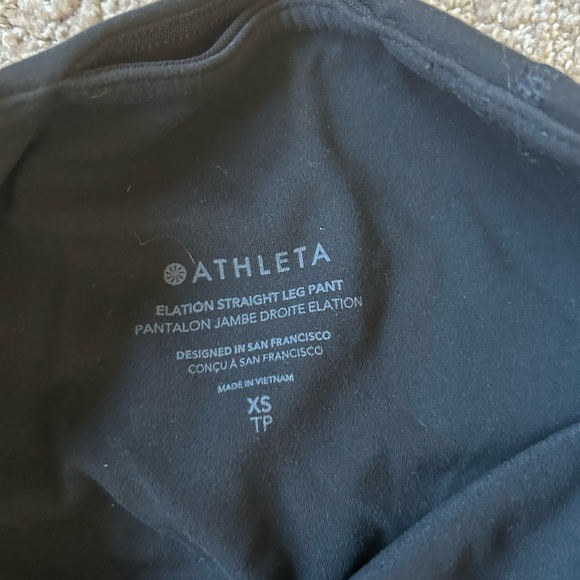 ATHLETA
ELATION STRAIGHT LEG PANT
PANTALON JAMBE DROITE ELATION
DESIGNED IN SAN FRANCISCO
CONÇU À SAN FRANCISCO
MADE IN VIETNAM
XS
TP